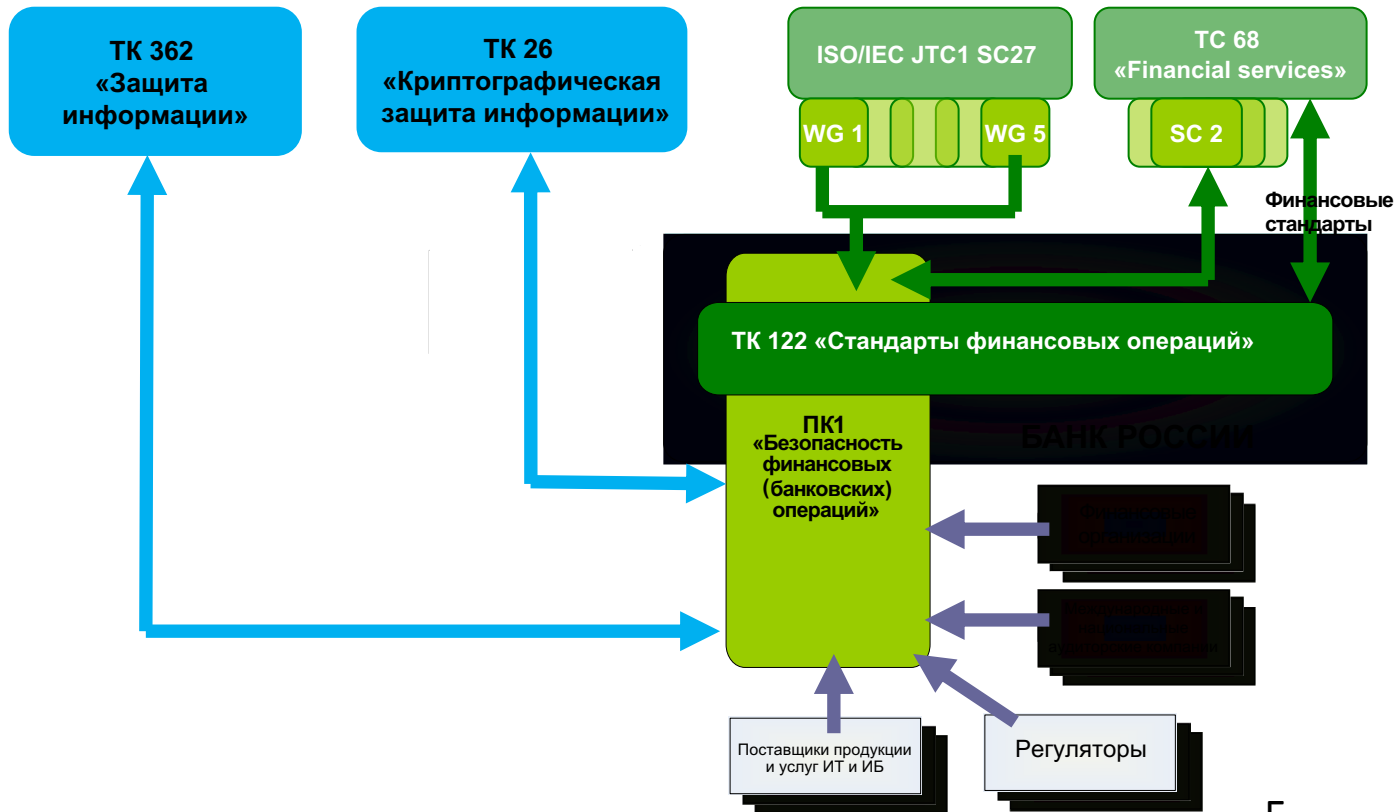 ТК 362
«Защита
информации»
ТК 26
«Криптографическая
защита информации»
ISO/IEC JTC1 SC27
WG 1
WG 5
TC 68
«Financial services»
SC 2
Финансовые
стандарты
ТК 122 «Стандарты финансовых операций»
БАНК РОССИИ
ПК1
«Безопасность
финансовых
(банковских)
операций»
Финансовые
организации
Поставщики продукции
и услуг ИТ и ИБ
Регуляторы